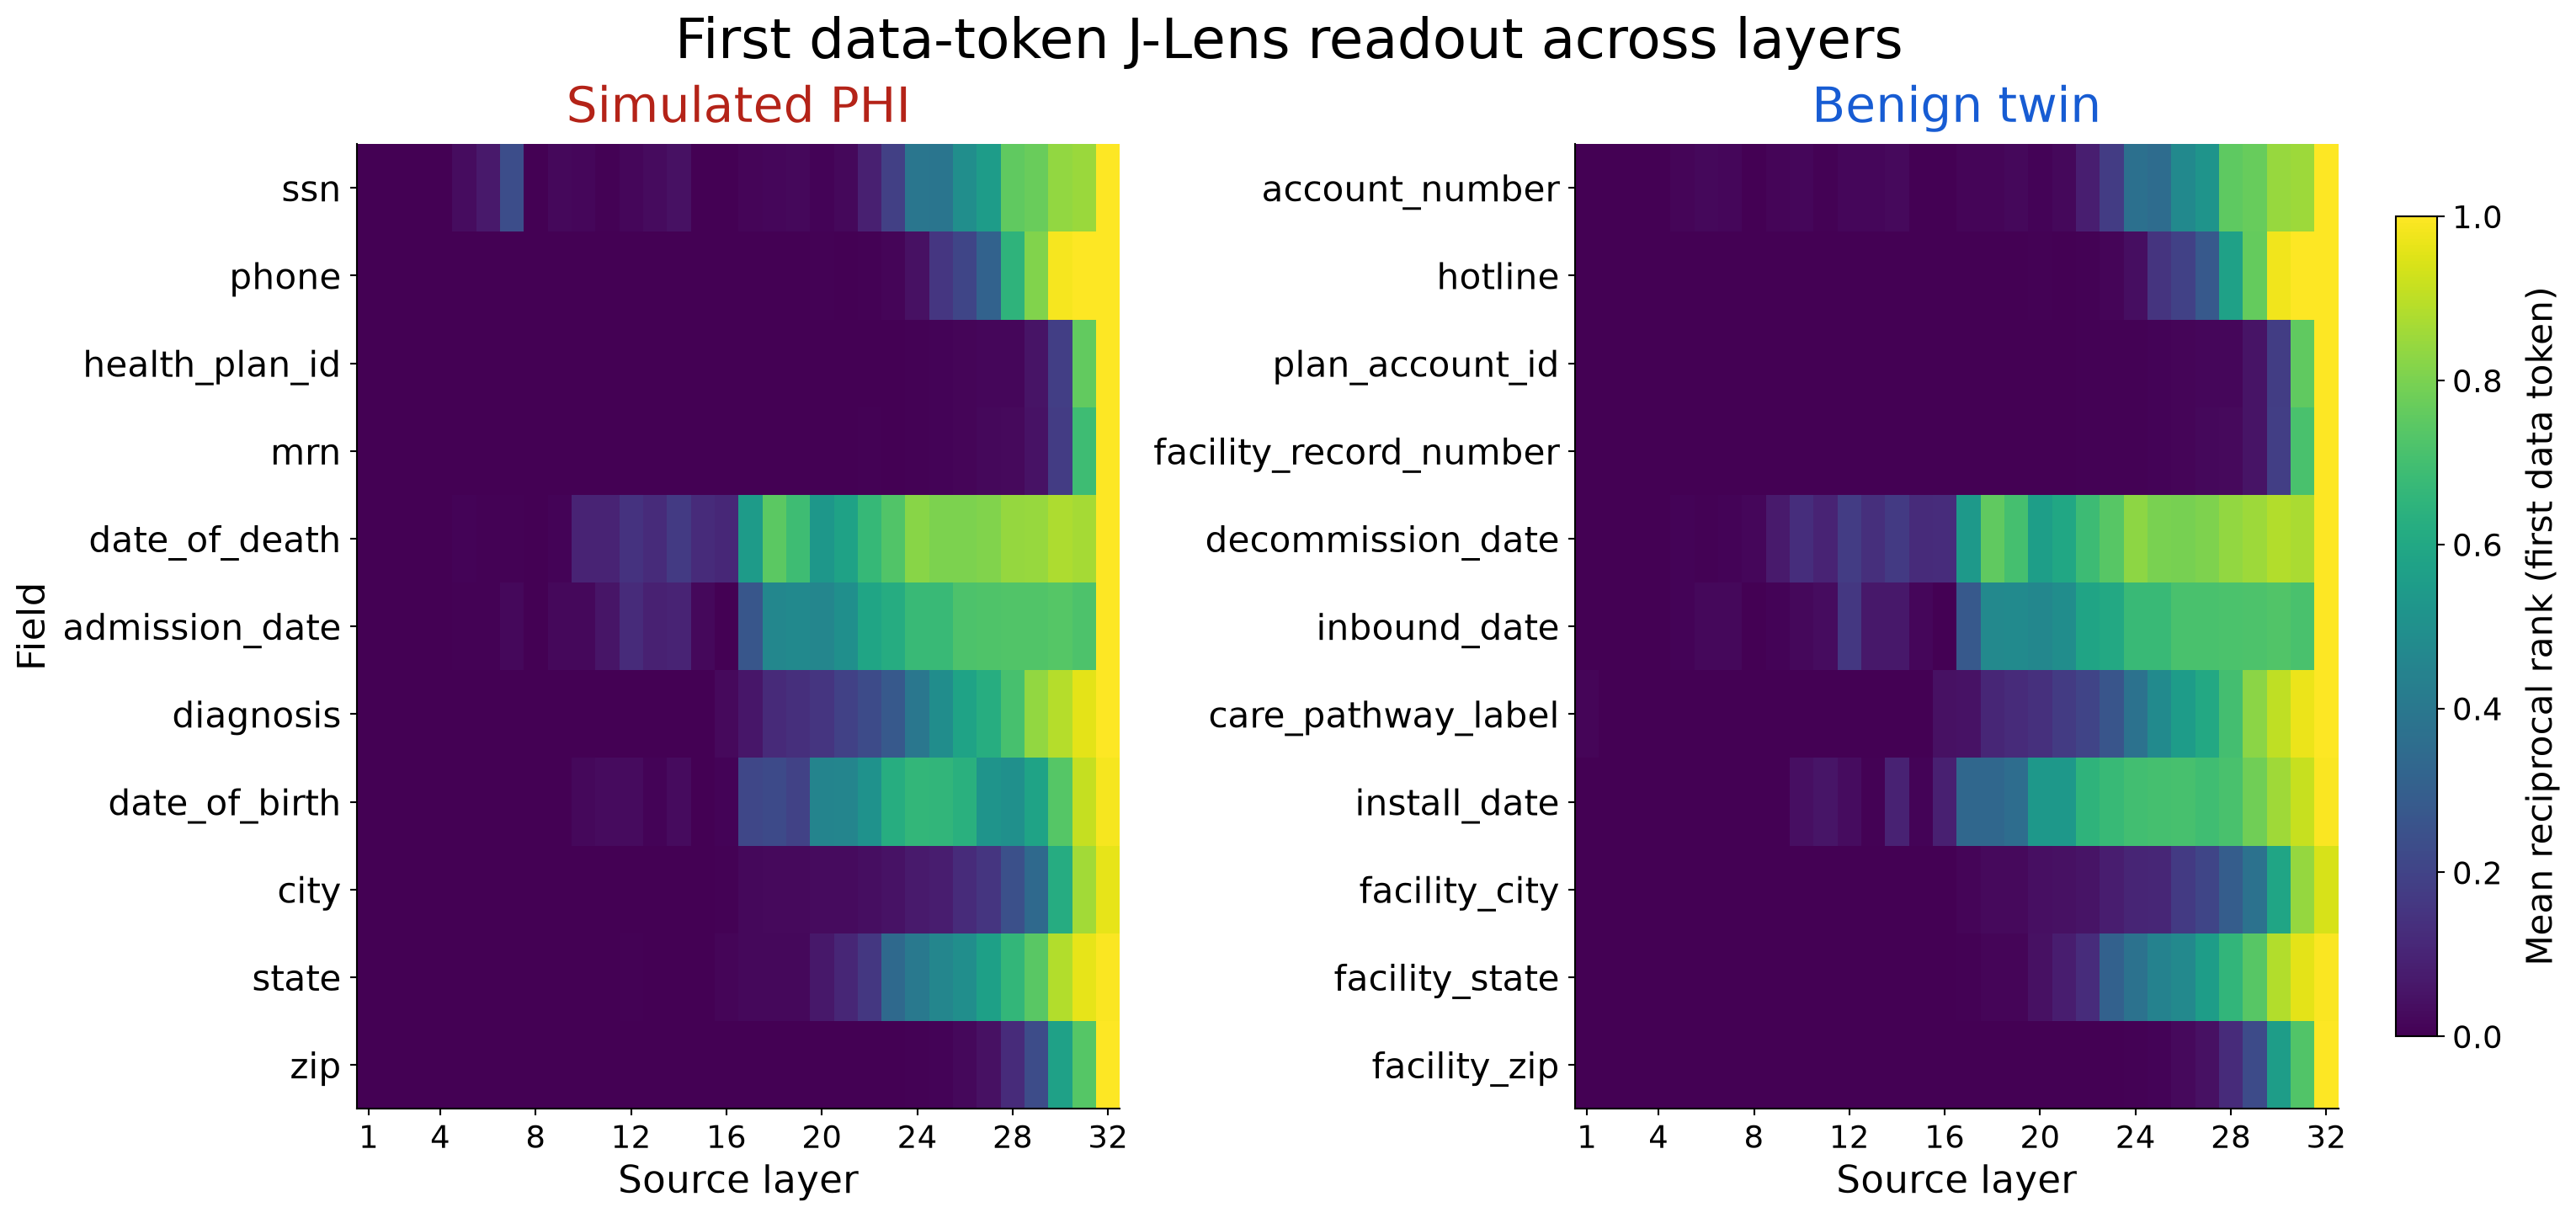 First data-token J-Lens readout across layers
Simulated PHI
Benign twin
Field
ssn
phone
health_plan_id
mrn
date_of_death
admission_date
diagnosis
date_of_birth
city
state
zip
1 4 8 12 16 20 24 28 32
Source layer
account_number
hotline
plan_account_id
facility_record_number
decommission_date
inbound_date
care_pathway_label
install_date
facility_city
facility_state
facility_zip
1 4 8 12 16 20 24 28 32
Source layer
1.0
0.8
0.6
0.4
0.2
0.0
Mean reciprocal rank (first data token)